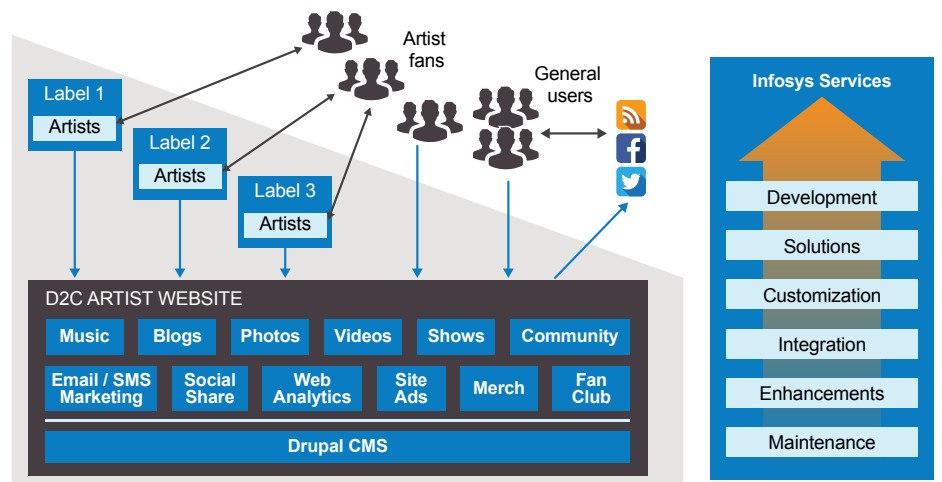 Artist
fans
General
users
Label 1
Artists
Label 2
Artists
Label 3
Artists
D2C ARTIST WEBSITE
Music
Blogs
Photos
Videos
Shows
Community
Email / SMS
Marketing
Social
Share
Web
Analytics
Site
Ads
Merch
Fan
Club
Drupal CMS
Infosys Services
Development
Solutions
Customization
Integration
Enhancements
Maintenance